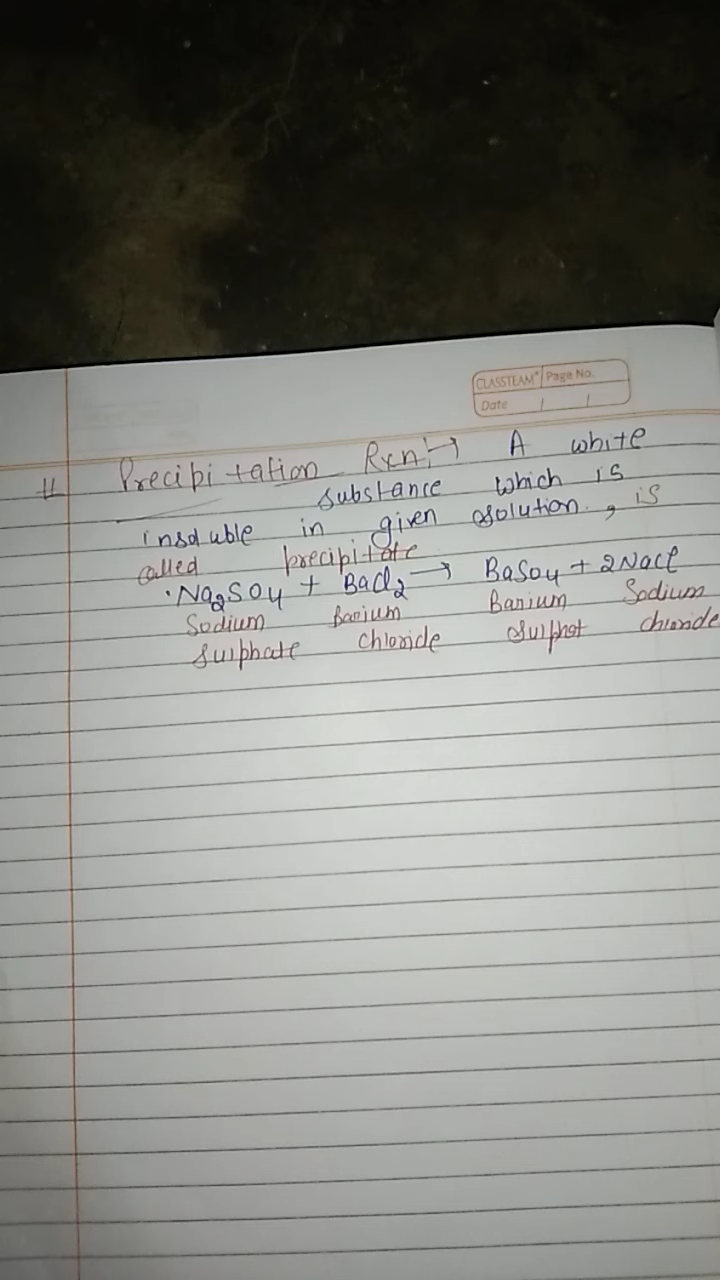 CLASSTEAM Page No.
Date / /
# Precipitation Rxn:→ A white
substance which is
insoluble in given solution, is
called precipitate
·Na₂SO₄ + BaCl₂ → BaSO₄ + 2NaCl
Sodium Barium Barium Sodium
Sulphate Chloride Sulphat Chloride